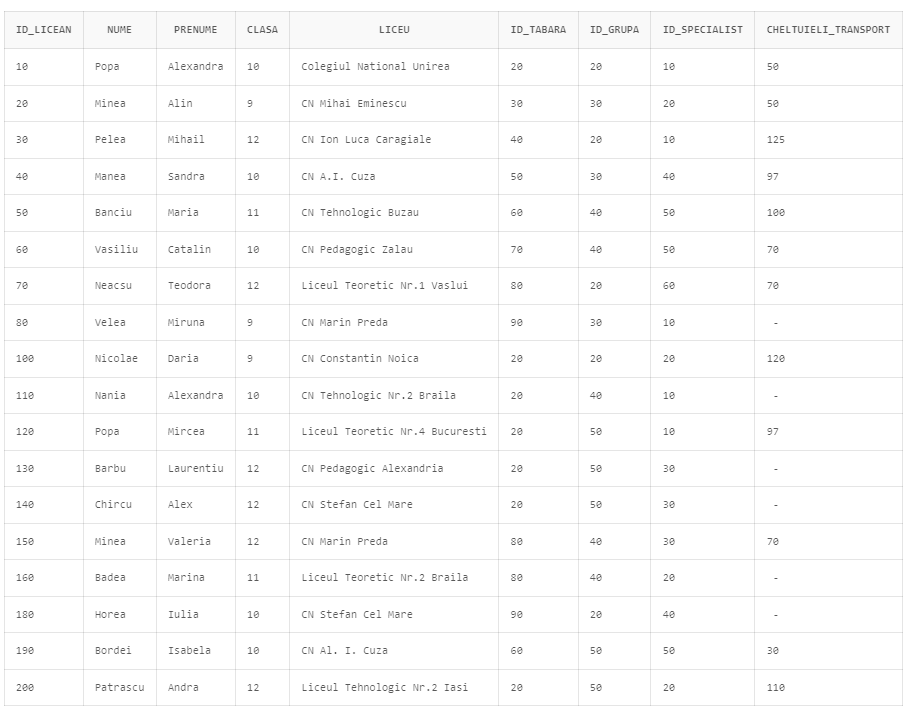 ID_LICEAN NUME PRENUME CLASA LICEU ID_TABARA ID_GRUPA ID_SPECIALIST CHELTUIELI_TRANSPORT
10 Popa Alexandra 10 Colegiul National Unirea 20 20 10 50
20 Minea Alin 9 CN Mihai Eminescu 30 30 20 50
30 Pelea Mihail 12 CN Ion Luca Caragiale 40 20 10 125
40 Manea Sandra 10 CN A.I. Cuza 50 30 40 97
50 Banciu Maria 11 CN Tehnologic Buzau 60 40 50 100
60 Vasiliu Catalin 10 CN Pedagogic Zalau 70 40 50 70
70 Neacsu Teodora 12 Liceul Teoretic Nr.1 Vaslui 80 20 60 70
80 Velea Miruna 9 CN Marin Preda 90 30 10 -
100 Nicolae Daria 9 CN Constantin Noica 20 20 20 120
110 Nania Alexandra 10 CN Tehnologic Nr.2 Braila 20 40 10 -
120 Popa Mircea 11 Liceul Teoretic Nr.4 Bucuresti 20 50 10 97
130 Barbu Laurentiu 12 CN Pedagogic Alexandria 20 50 30 -
140 Chircu Alex 12 CN Stefan Cel Mare 20 50 30 -
150 Minea Valeria 12 CN Marin Preda 80 40 30 70
160 Badea Marina 11 Liceul Teoretic Nr.2 Braila 80 40 20 -
180 Horea Iulia 10 CN Stefan Cel Mare 90 20 40 -
190 Bordei Isabela 10 CN Al. I. Cuza 60 50 50 30
200 Patrascu Andra 12 Liceul Tehnologic Nr.2 Iasi 20 50 20 110